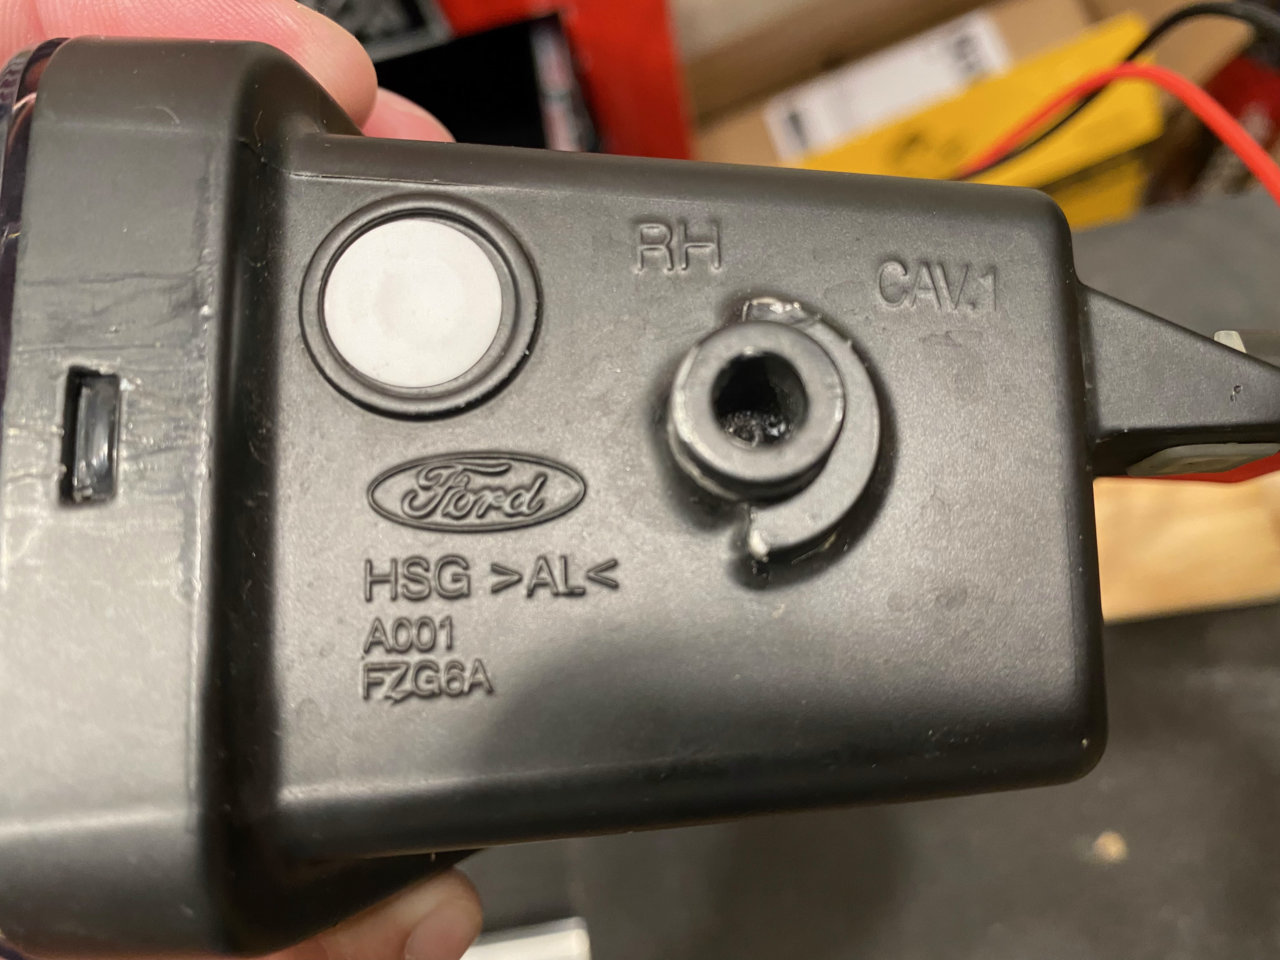 RH
CAV.1
Ford
HSG >AL<
A001
FZG6A